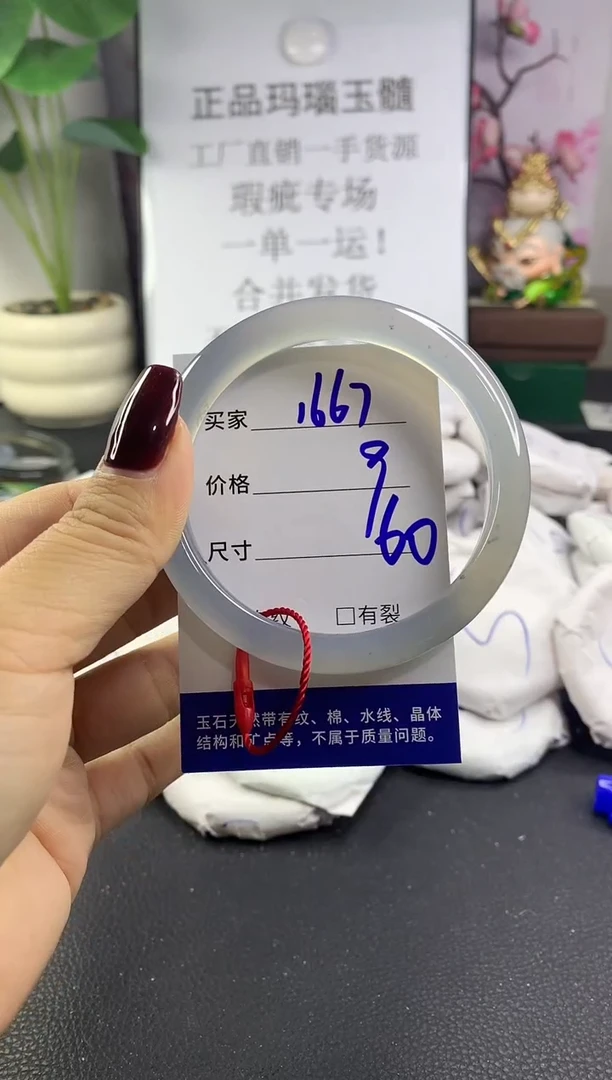 正品玛瑙玉髓
工厂直销一手货源
瑕疵专场
一单一运！
合并发货
买家 1667
价格 9
尺寸 60
纹 □有裂
玉石天然带有纹、棉、水线、晶体
结构和矿点等，不属于质量问题。